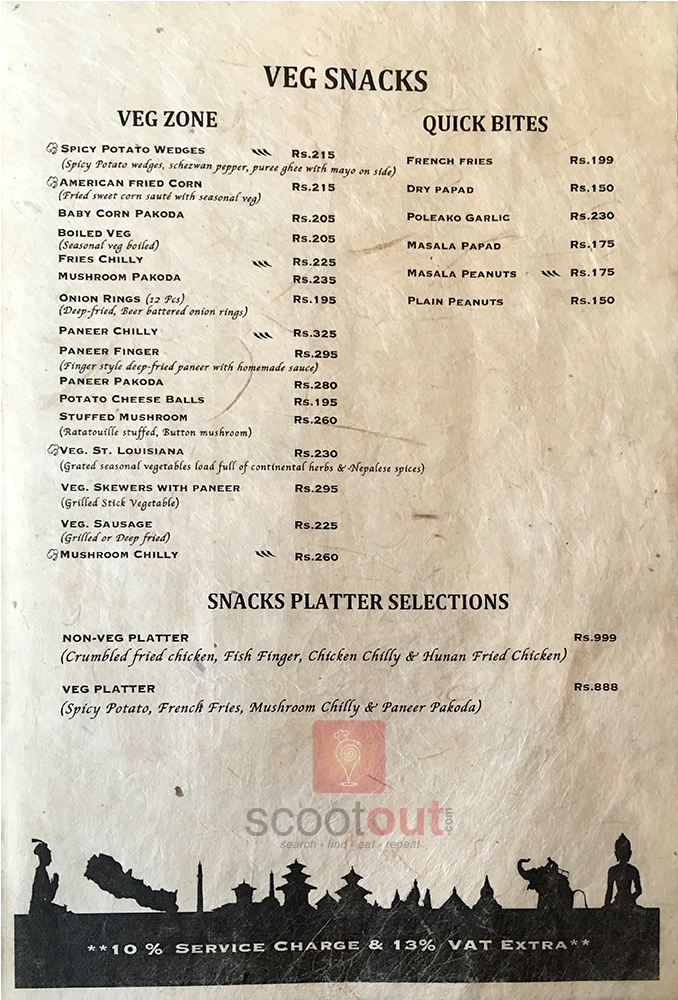 VEG SNACKS
VEG ZONE
SPICY POTATO WEDGES Rs.215
(Spicy Potato wedges, schezwan pepper, puree ghee with mayo on side)
AMERICAN FRIED CORN Rs.215
(Fried sweet corn sauté with seasonal veg)
BABY CORN PAKODA Rs.205
BOILED VEG Rs.205
(Seasonal veg boiled)
FRIES CHILLY Rs.225
MUSHROOM PAKODA Rs.235
ONION RINGS (12 Pcs) Rs.195
(Deep-fried, Beer battered onion rings)
PANEER CHILLY Rs.325
PANEER FINGER Rs.295
(Finger style deep-fried paneer with homemade sauce)
PANEER PAKODA Rs.280
POTATO CHEESE BALLS Rs.195
STUFFED MUSHROOM Rs.260
(Ratatouille stuffed, Button mushroom)
VEG. ST. LOUISIANA Rs.230
(Grated seasonal vegetables load full of continental herbs & Nepalese spices)
VEG. SKEWERS WITH PANEER Rs.295
(Grilled Stick Vegetable)
VEG. SAUSAGE Rs.225
(Grilled or Deep fried)
MUSHROOM CHILLY Rs.260
QUICK BITES
FRENCH FRIES Rs.199
DRY PAPAD Rs.150
POLEAKO GARLIC Rs.230
MASALA PAPAD Rs.175
MASALA PEANUTS Rs.175
PLAIN PEANUTS Rs.150
SNACKS PLATTER SELECTIONS
NON-VEG PLATTER Rs.999
(Crumbled fried chicken, Fish Finger, Chicken Chilly & Hunan Fried Chicken)
VEG PLATTER Rs.888
(Spicy Potato, French Fries, Mushroom Chilly & Paneer Pakoda)
scootout.com
search • find • eat • repeat
**10 % SERVICE CHARGE & 13% VAT EXTRA**